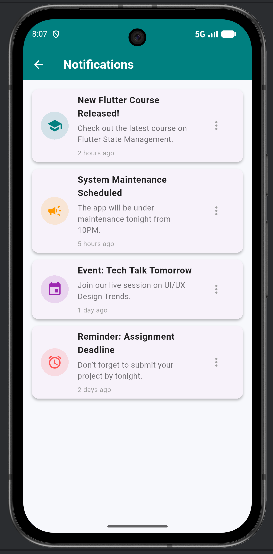 8:07 5G
Notifications
New Flutter Course
Released!
Check out the latest course on
Flutter State Management.
2 hours ago
System Maintenance
Scheduled
The app will be under
maintenance tonight from
10PM.
5 hours ago
Event: Tech Talk Tomorrow
Join our live session on UI/UX
Design Trends.
1 day ago
Reminder: Assignment
Deadline
Don't forget to submit your
project by tonight.
2 days ago